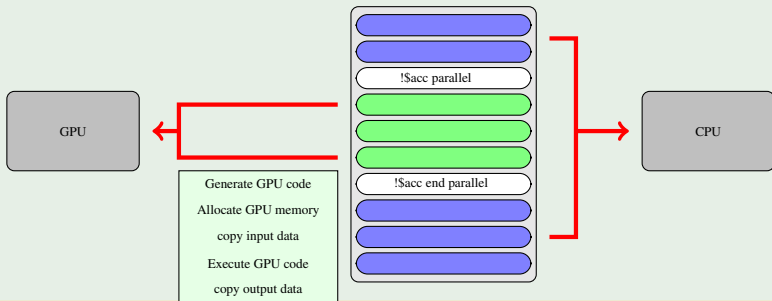 !$acc parallel
GPU
CPU
!$acc end parallel
Generate GPU code
Allocate GPU memory
copy input data
Execute GPU code
copy output data